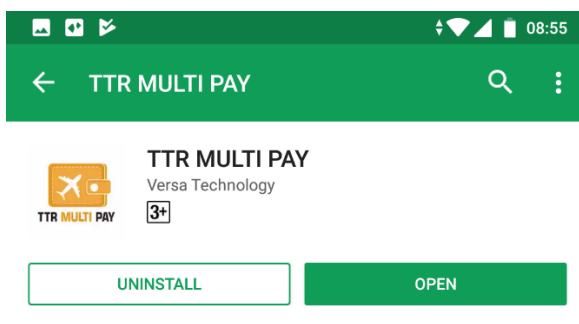 08:55
TTR MULTI PAY
TTR MULTI PAY
Versa Technology
3+
TTR MULTI PAY
UNINSTALL
OPEN